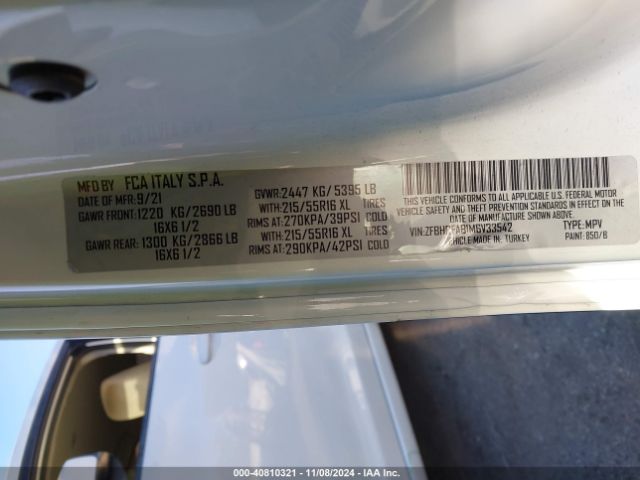 MFD BY FCA ITALY S.P.A.
DATE OF MFR: 9/21
GAWR FRONT: 1220 KG/2690 LB
16X6 1/2
GAWR REAR: 1300 KG/2866 LB
16X6 1/2
GVWR: 2447 KG/5395 LB
WITH: 215/55R16 XL TIRES
RIMS AT: 270KPA/39PSI COLD
WITH: 215/55R16 XL TIRES
RIMS AT: 290KPA/42PSI COLD
THIS VEHICLE CONFORMS TO ALL APPLICABLE U.S. FEDERAL MOTOR
VEHICLE SAFETY, BUMPER AND THEFT PREVENTION STANDARDS IN EFFECT ON
THE DATE OF MANUFACTURE SHOWN ABOVE.
TYPE: MPV
VEHICLE MADE IN: TURKEY PAINT: 850/B
000-40810321 - 11/08/2024 - IAA Inc.